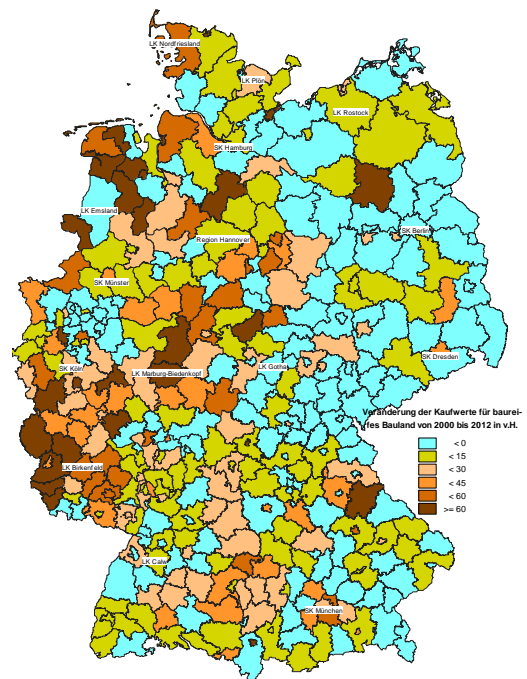 LK Nordfriesland
LK Plön
LK Rostock
SK Hamburg
LK Emsland
SK Berlin
Region Hannover
SK Münster
SK Dresden
SK Köln
LK Marburg-Biedenkopf
LK Gotha
Veränderung der Kaufwerte für baurei-
fes Bauland von 2000 bis 2012 in v.H.
< 0
< 15
< 30
< 45
< 60
>= 60
LK Birkenfeld
LK Calw
SK München